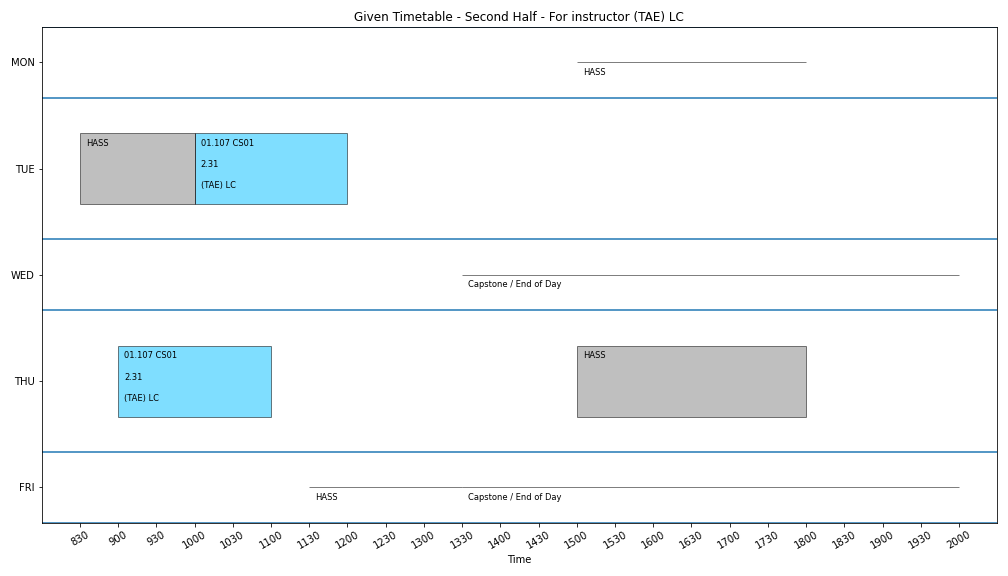 Given Timetable - Second Half - For instructor (TAE) LC
MON
HASS
TUE
HASS
01.107 CS01
2.31
(TAE) LC
WED
Capstone / End of Day
THU
01.107 CS01
2.31
(TAE) LC
HASS
FRI
HASS
Capstone / End of Day
830 900 930 1000 1030 1100 1130 1200 1230 1300 1330 1400 1430 1500 1530 1600 1630 1700 1730 1800 1830 1900 1930 2000
Time